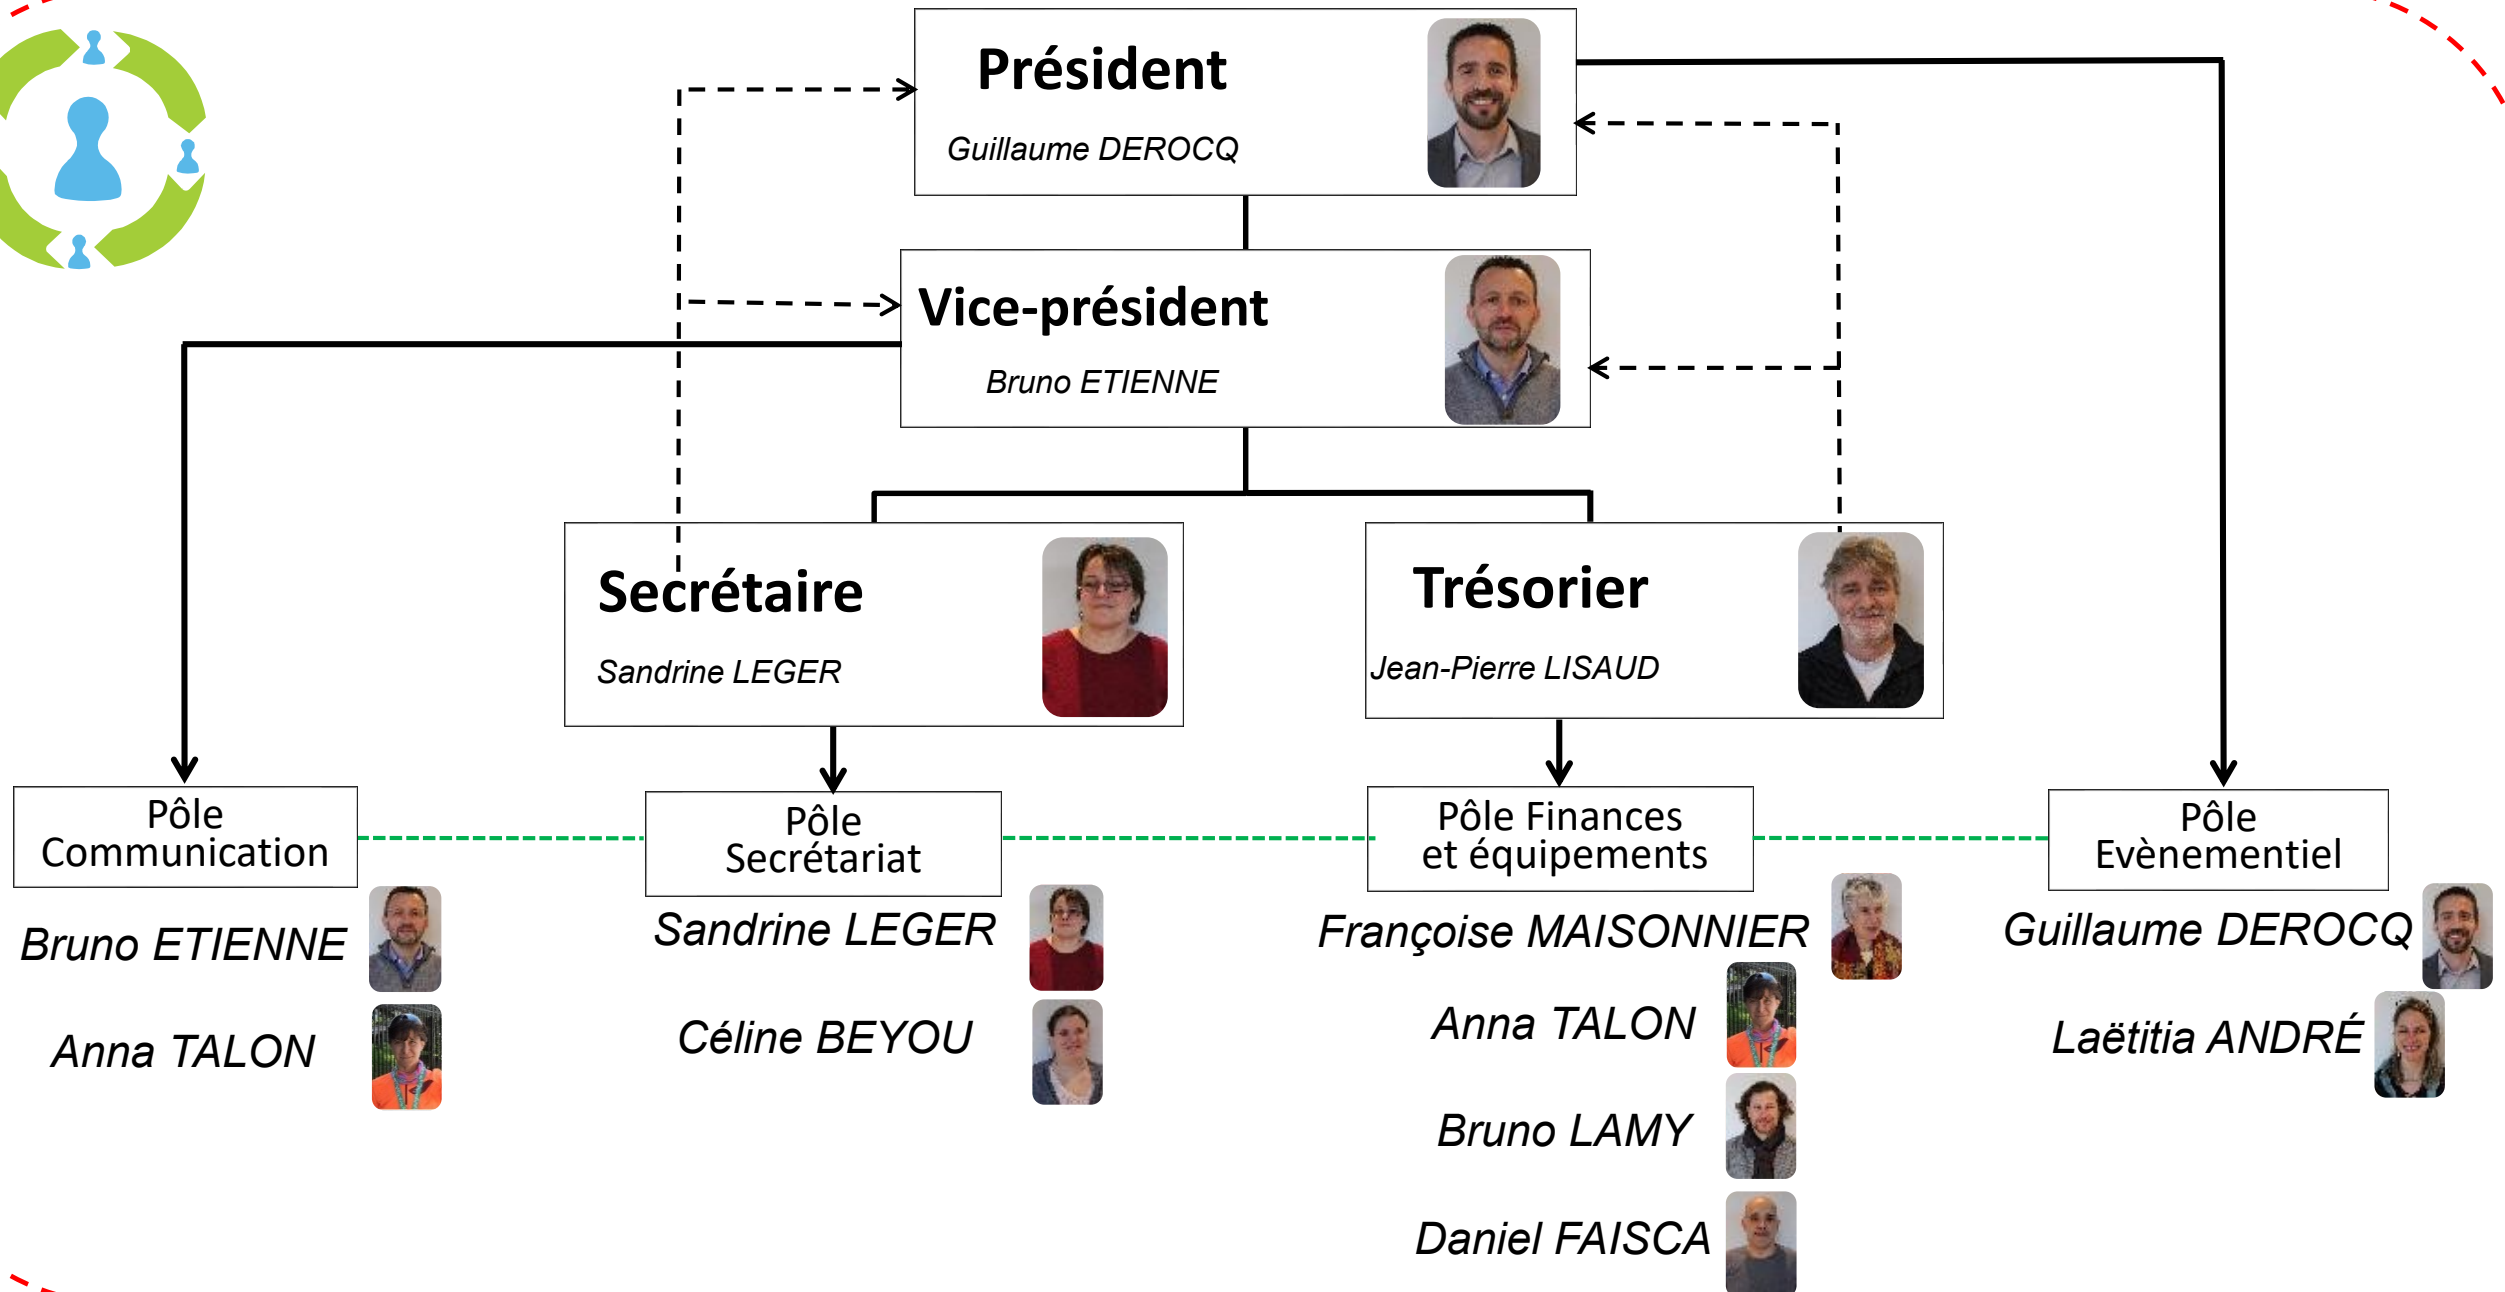 Président
Guillaume DEROCQ
Vice-président
Bruno ETIENNE
Secrétaire
Sandrine LEGER
Trésorier
Jean-Pierre LISAUD
Pôle
Communication
Bruno ETIENNE
Anna TALON
Pôle
Secrétariat
Sandrine LEGER
Céline BEYOU
Pôle Finances
et équipements
Françoise MAISONNIER
Anna TALON
Bruno LAMY
Daniel FAISCA
Pôle
Evènementiel
Guillaume DEROCQ
Laëtitia ANDRÉ